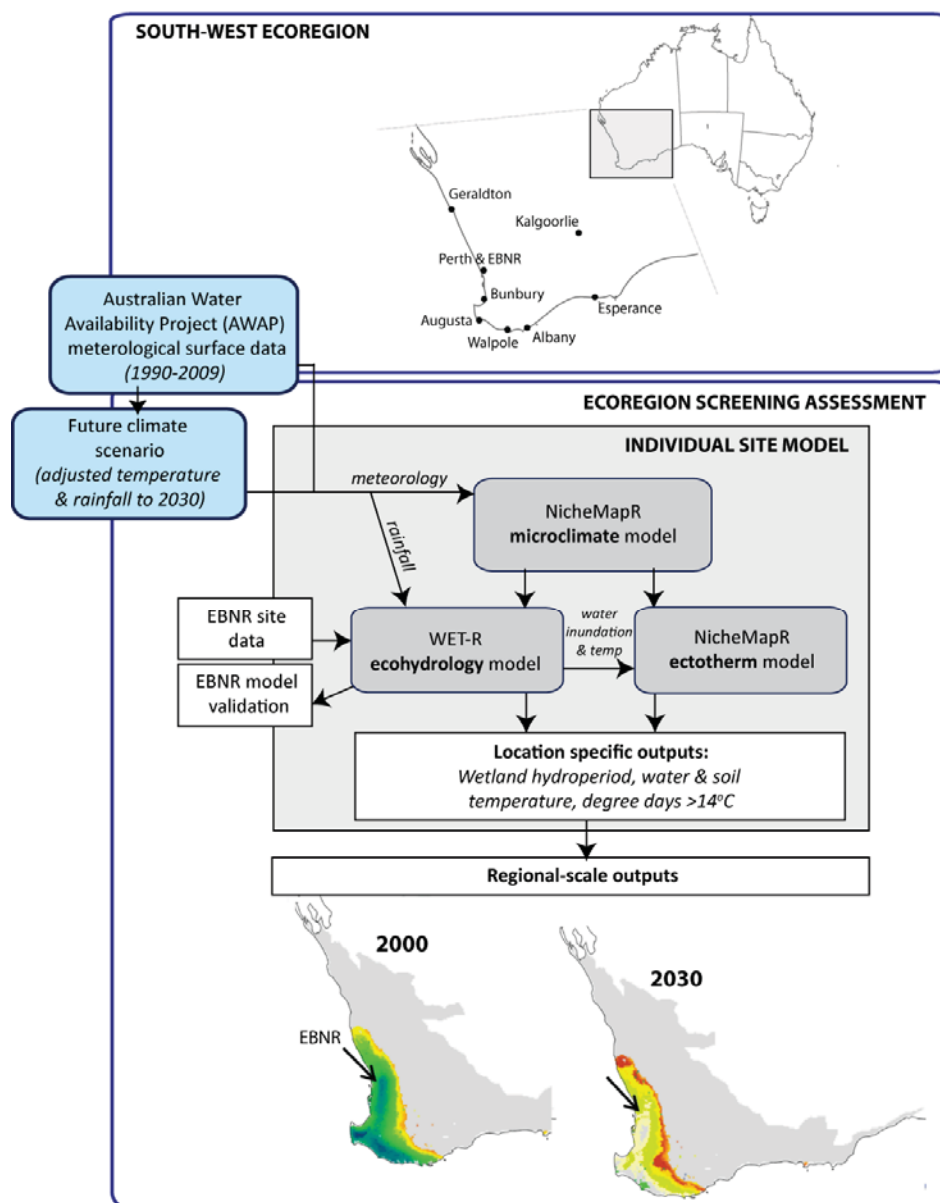 SOUTH-WEST ECOREGION
Geraldton
Kalgoorlie
Perth & EBNR
Bunbury
Esperance
Augusta
Albany
Walpole
Australian Water
Availability Project (AWAP)
meterological surface data
(1990-2009)
Future climate
scenario
(adjusted temperature
& rainfall to 2030)
ECOREGION SCREENING ASSESSMENT
INDIVIDUAL SITE MODEL
meteorology
rainfall
NicheMapR
microclimate model
EBNR site
data
EBNR model
validation
WET-R
ecohydrology model
water
inundation
& temp
NicheMapR
ectotherm model
Location specific outputs:
Wetland hydroperiod, water & soil
temperature, degree days >14°C
Regional-scale outputs
2000
EBNR
2030